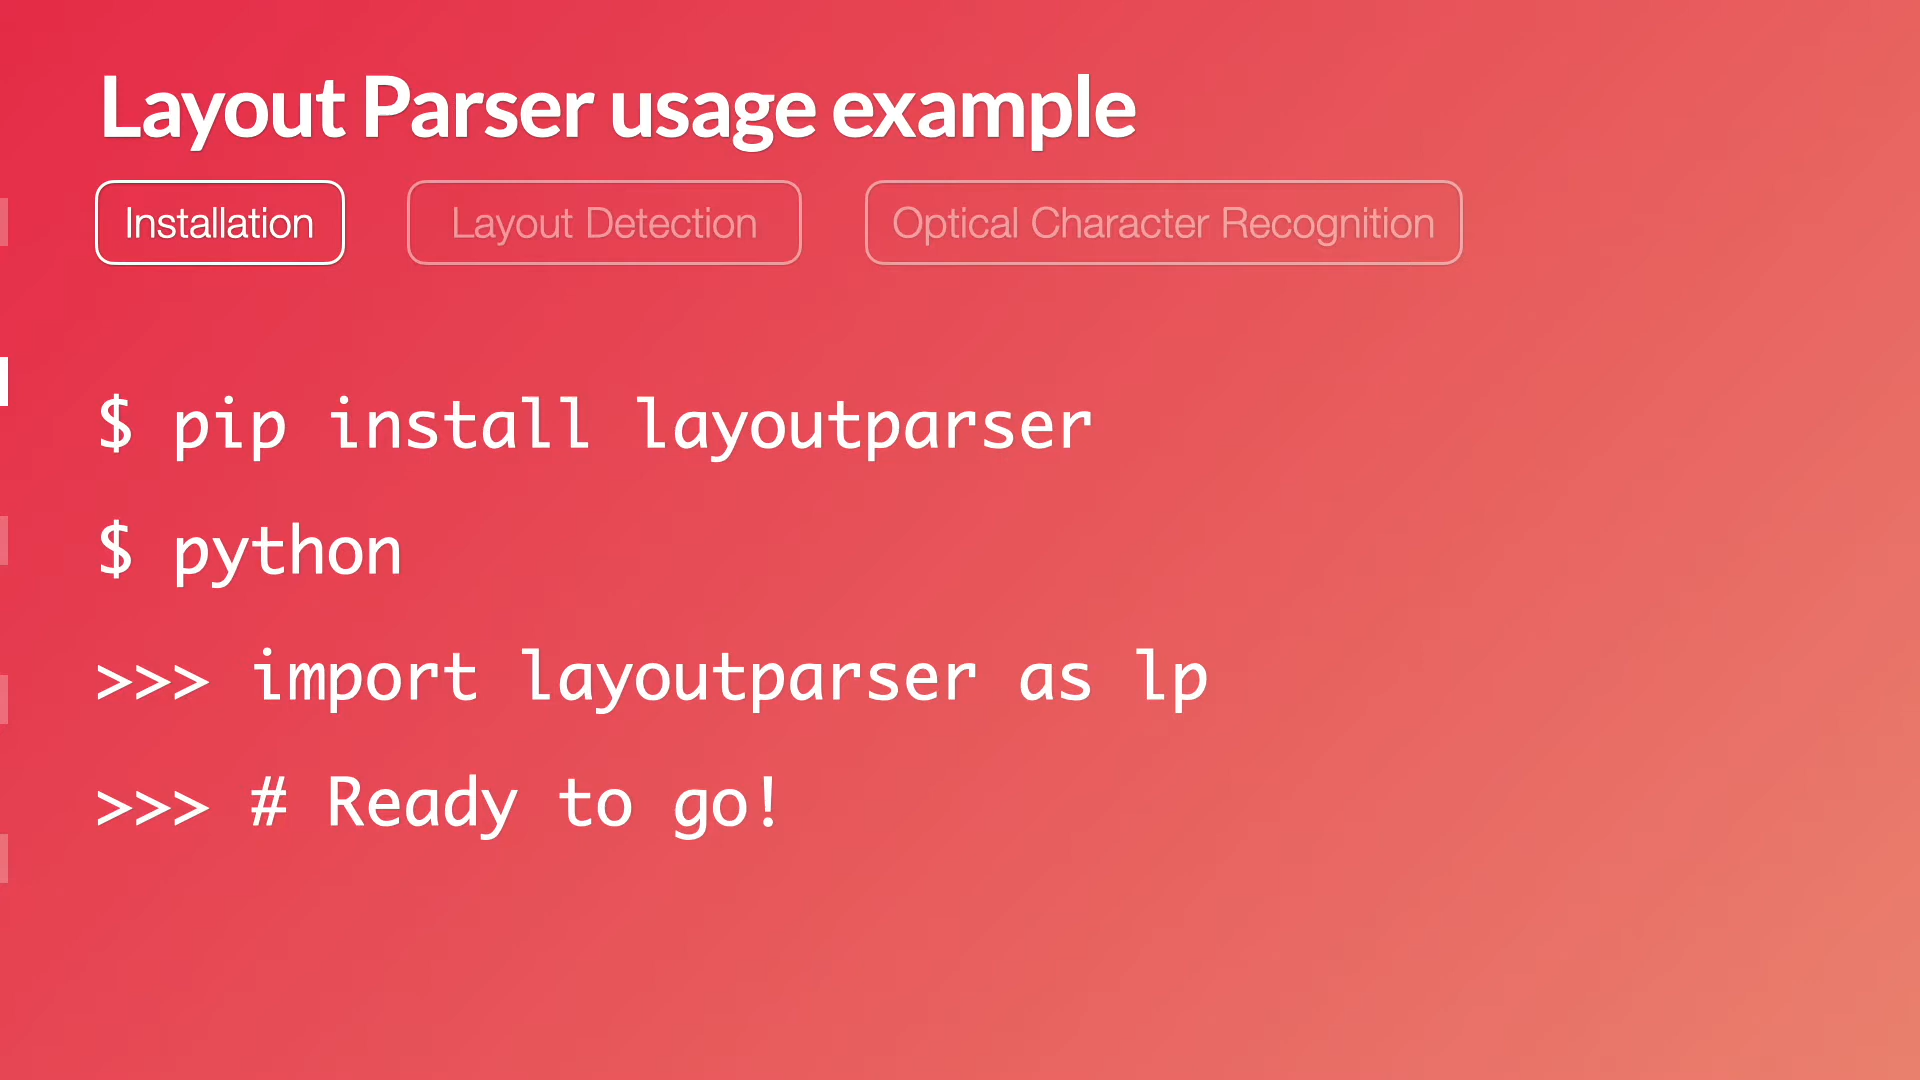 Layout Parser usage example
Installation
Layout Detection
Optical Character Recognition
$ pip install layoutparser
$ python
>>> import layoutparser as lp
>>> # Ready to go!